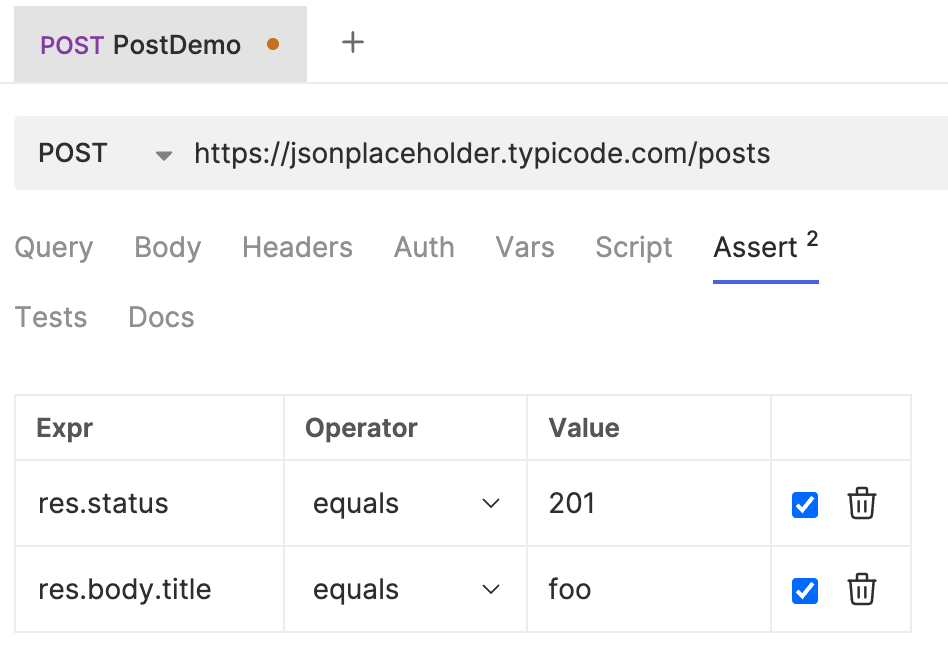 POST PostDemo
POST https://jsonplaceholder.typicode.com/posts
Query Body Headers Auth Vars Script Assert 2
Tests Docs
Expr Operator Value
res.status equals 201
res.body.title equals foo